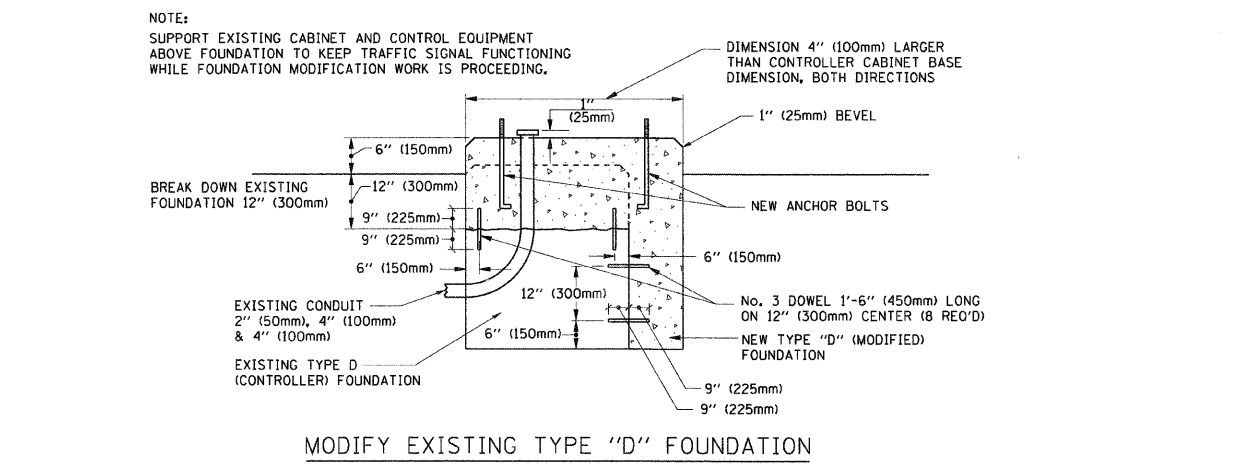 NOTE:
SUPPORT EXISTING CABINET AND CONTROL EQUIPMENT
ABOVE FOUNDATION TO KEEP TRAFFIC SIGNAL FUNCTIONING
WHILE FOUNDATION MODIFICATION WORK IS PROCEEDING.
DIMENSION 4" (100mm) LARGER
THAN CONTROLLER CABINET BASE
DIMENSION, BOTH DIRECTIONS
1"
(25mm)
1" (25mm) BEVEL
6" (150mm)
BREAK DOWN EXISTING
FOUNDATION 12" (300mm)
12" (300mm)
NEW ANCHOR BOLTS
9" (225mm)
9" (225mm)
6" (150mm)
6" (150mm)
12" (300mm)
EXISTING CONDUIT
2" (50mm), 4" (100mm)
& 4" (100mm)
No. 3 DOWEL 1'-6" (450mm) LONG
ON 12" (300mm) CENTER (8 REQ'D)
6" (150mm)
NEW TYPE "D" (MODIFIED)
FOUNDATION
EXISTING TYPE D
(CONTROLLER) FOUNDATION
9" (225mm)
9" (225mm)
MODIFY EXISTING TYPE "D" FOUNDATION